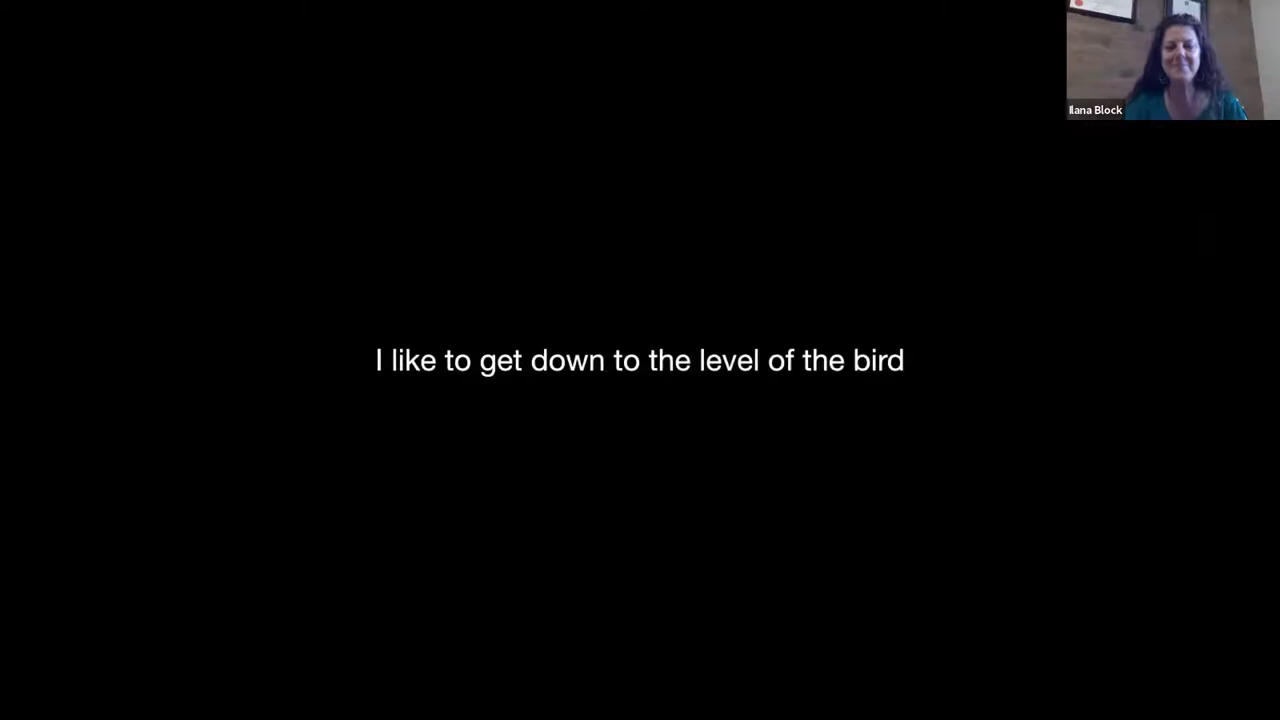 Ilana Block
I like to get down to the level of the bird